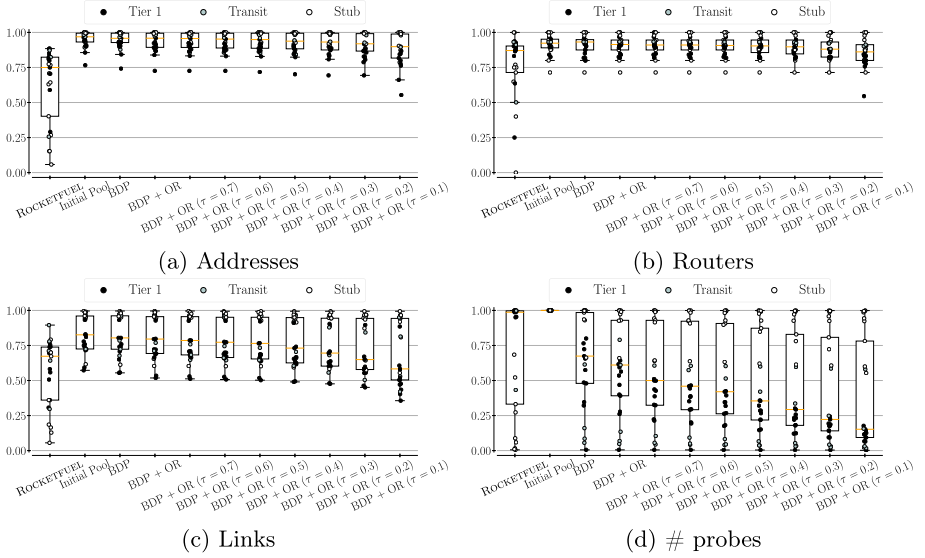 Tier 1 Transit Stub
1.00
0.75
0.50
0.25
0.00
ROCKETFUEL
Initial Pool
BDP
BDP + OR
BDP + OR (τ = 0.7)
BDP + OR (τ = 0.6)
BDP + OR (τ = 0.5)
BDP + OR (τ = 0.4)
BDP + OR (τ = 0.3)
BDP + OR (τ = 0.2)
BDP + OR (τ = 0.1)
(a) Addresses
Tier 1 Transit Stub
1.00
0.75
0.50
0.25
0.00
ROCKETFUEL
Initial Pool
BDP
BDP + OR
BDP + OR (τ = 0.7)
BDP + OR (τ = 0.6)
BDP + OR (τ = 0.5)
BDP + OR (τ = 0.4)
BDP + OR (τ = 0.3)
BDP + OR (τ = 0.2)
BDP + OR (τ = 0.1)
(b) Routers
Tier 1 Transit Stub
1.00
0.75
0.50
0.25
0.00
ROCKETFUEL
Initial Pool
BDP
BDP + OR
BDP + OR (τ = 0.7)
BDP + OR (τ = 0.6)
BDP + OR (τ = 0.5)
BDP + OR (τ = 0.4)
BDP + OR (τ = 0.3)
BDP + OR (τ = 0.2)
BDP + OR (τ = 0.1)
(c) Links
Tier 1 Transit Stub
1.00
0.75
0.50
0.25
0.00
ROCKETFUEL
Initial Pool
BDP
BDP + OR
BDP + OR (τ = 0.7)
BDP + OR (τ = 0.6)
BDP + OR (τ = 0.5)
BDP + OR (τ = 0.4)
BDP + OR (τ = 0.3)
BDP + OR (τ = 0.2)
BDP + OR (τ = 0.1)
(d) # probes